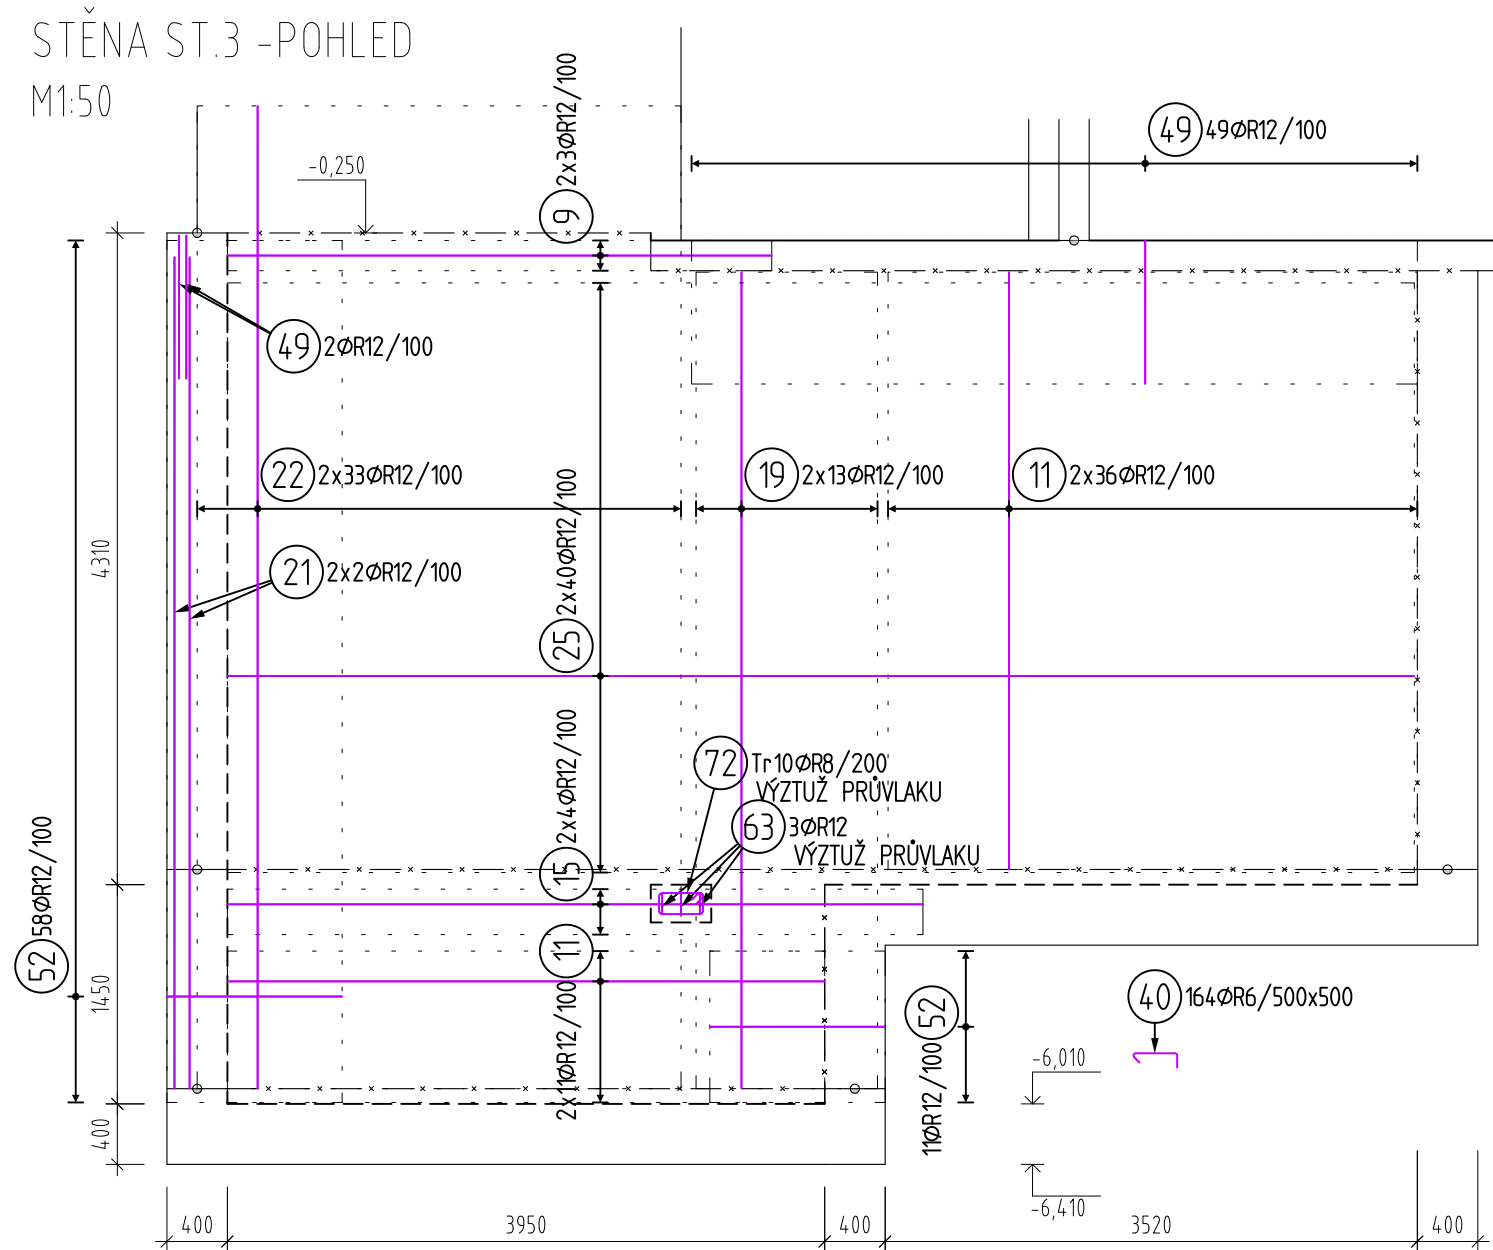 STĚNA ST.3 -POHLED
M1:50
-0,250
9 2x3ØR12/100
49 49ØR12/100
49 2ØR12/100
22 2x33ØR12/100
19 2x13ØR12/100
11 2x36ØR12/100
21 2x2ØR12/100
25 2x40ØR12/100
4310
72 Tr10ØR8/200
VÝZTUŽ PRŮVLAKU
63 3ØR12
VÝZTUŽ PRŮVLAKU
15 2x4ØR12/100
52 58ØR12/100
11 2x11ØR12/100
1450
52 11ØR12/100
40 164ØR6/500x500
-6,010
400
-6,410
400
3950
400
3520
400